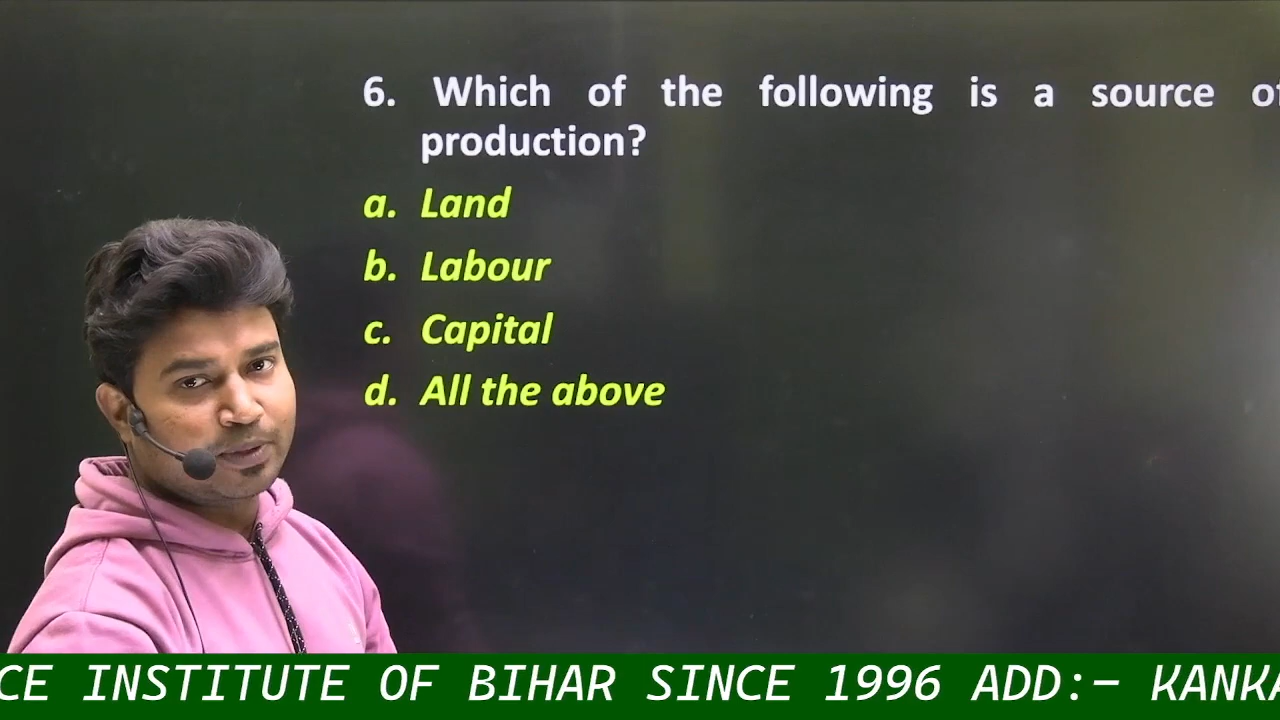 6. Which of the following is a source of
production?
a. Land
b. Labour
c. Capital
d. All the above
CE INSTITUTE OF BIHAR SINCE 1996 ADD:- KANKA